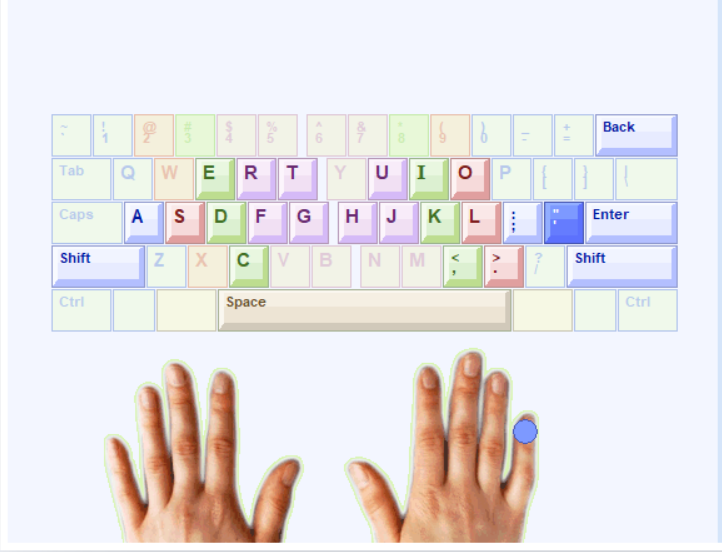 ~ ` ! 1 @ 2 # 3 $ 4 % 5 ^ 6 & 7 * 8 ( 9 ) 0 _ - + = Back
Tab Q W E R T Y U I O P { [ } ] | \
Caps A S D F G H J K L : ; " ' Enter
Shift Z X C V B N M < , > . ? / Shift
Ctrl Space Ctrl